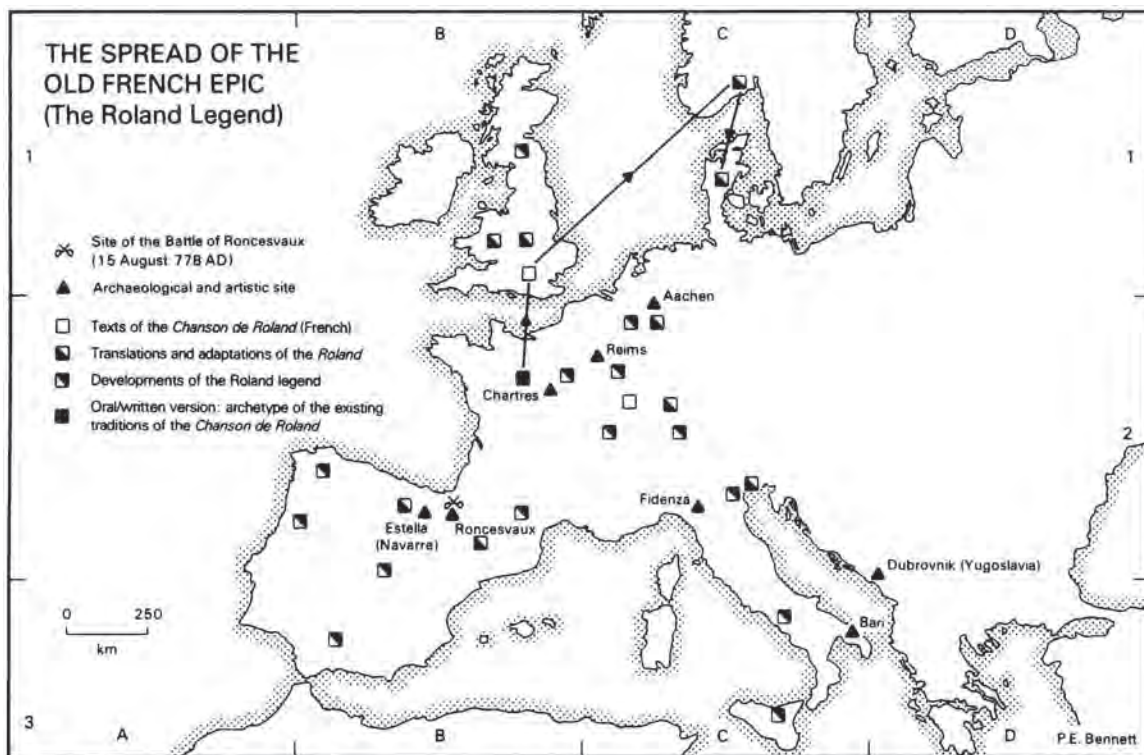 THE SPREAD OF THE
OLD FRENCH EPIC
(The Roland Legend)
B
C
D
1
1
Site of the Battle of Roncesvaux
(15 August 778 AD)
Archaeological and artistic site
Texts of the Chanson de Roland (French)
Translations and adaptations of the Roland
Developments of the Roland legend
Oral/written version: archetype of the existing
traditions of the Chanson de Roland
Aachen
Reims
Chartres
2
Fidenza
Estella
(Navarre)
Roncesvaux
Dubrovnik (Yugoslavia)
Bari
0 250
km
3
A
B
C
D
P.E. Bennett